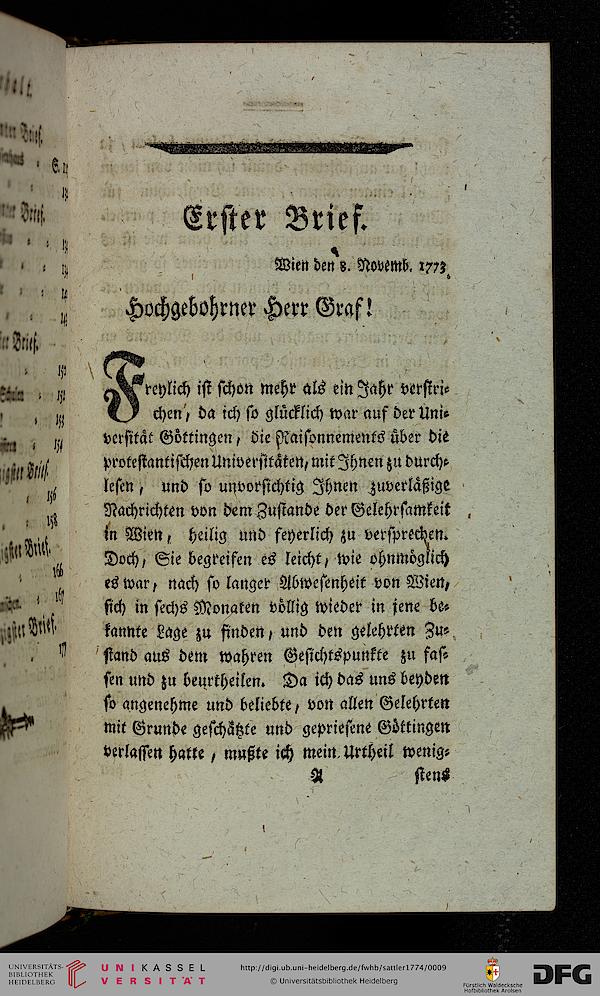 Erster Brief.
Wien den 8. Novemb. 1773.
Hochgebohrner Herr Graf!
Freylich ist schon mehr als ein Jahr verstri-
chen, da ich so glücklich war auf der Uni-
versität Göttingen, die Raisonnements über die
protestantischen Universitäten, mit Ihnen zu durch-
lesen, und so unvorsichtig Ihnen zuverläßige
Nachrichten von dem Zustande der Gelehrsamkeit
in Wien, heilig und feyerlich zu versprechen.
Doch, Sie begreifen es leicht, wie ohnmöglich
es war, nach so langer Abwesenheit von Wien,
sich in sechs Monaten völlig wieder in jene be-
kannte Lage zu finden, und den gelehrten Zu-
stand aus dem wahren Gesichtspunkte zu fas-
sen und zu beurtheilen. Da ich das uns beyden
so angenehme und beliebte, von allen Gelehrten
mit Grunde geschätzte und gepriesene Göttingen
verlassen hatte, mußte ich mein Urtheil wenig-
A stens
UNIVERSITÄTS-
BIBLIOTHEK
HEIDELBERG
UNIKASSEL
VERSITÄT
http://digi.ub.uni-heidelberg.de/fwhb/sattler1774/0009
© Universitätsbibliothek Heidelberg
Fürstlich Waldecksche
Hofbibliothek Arolsen
DFG